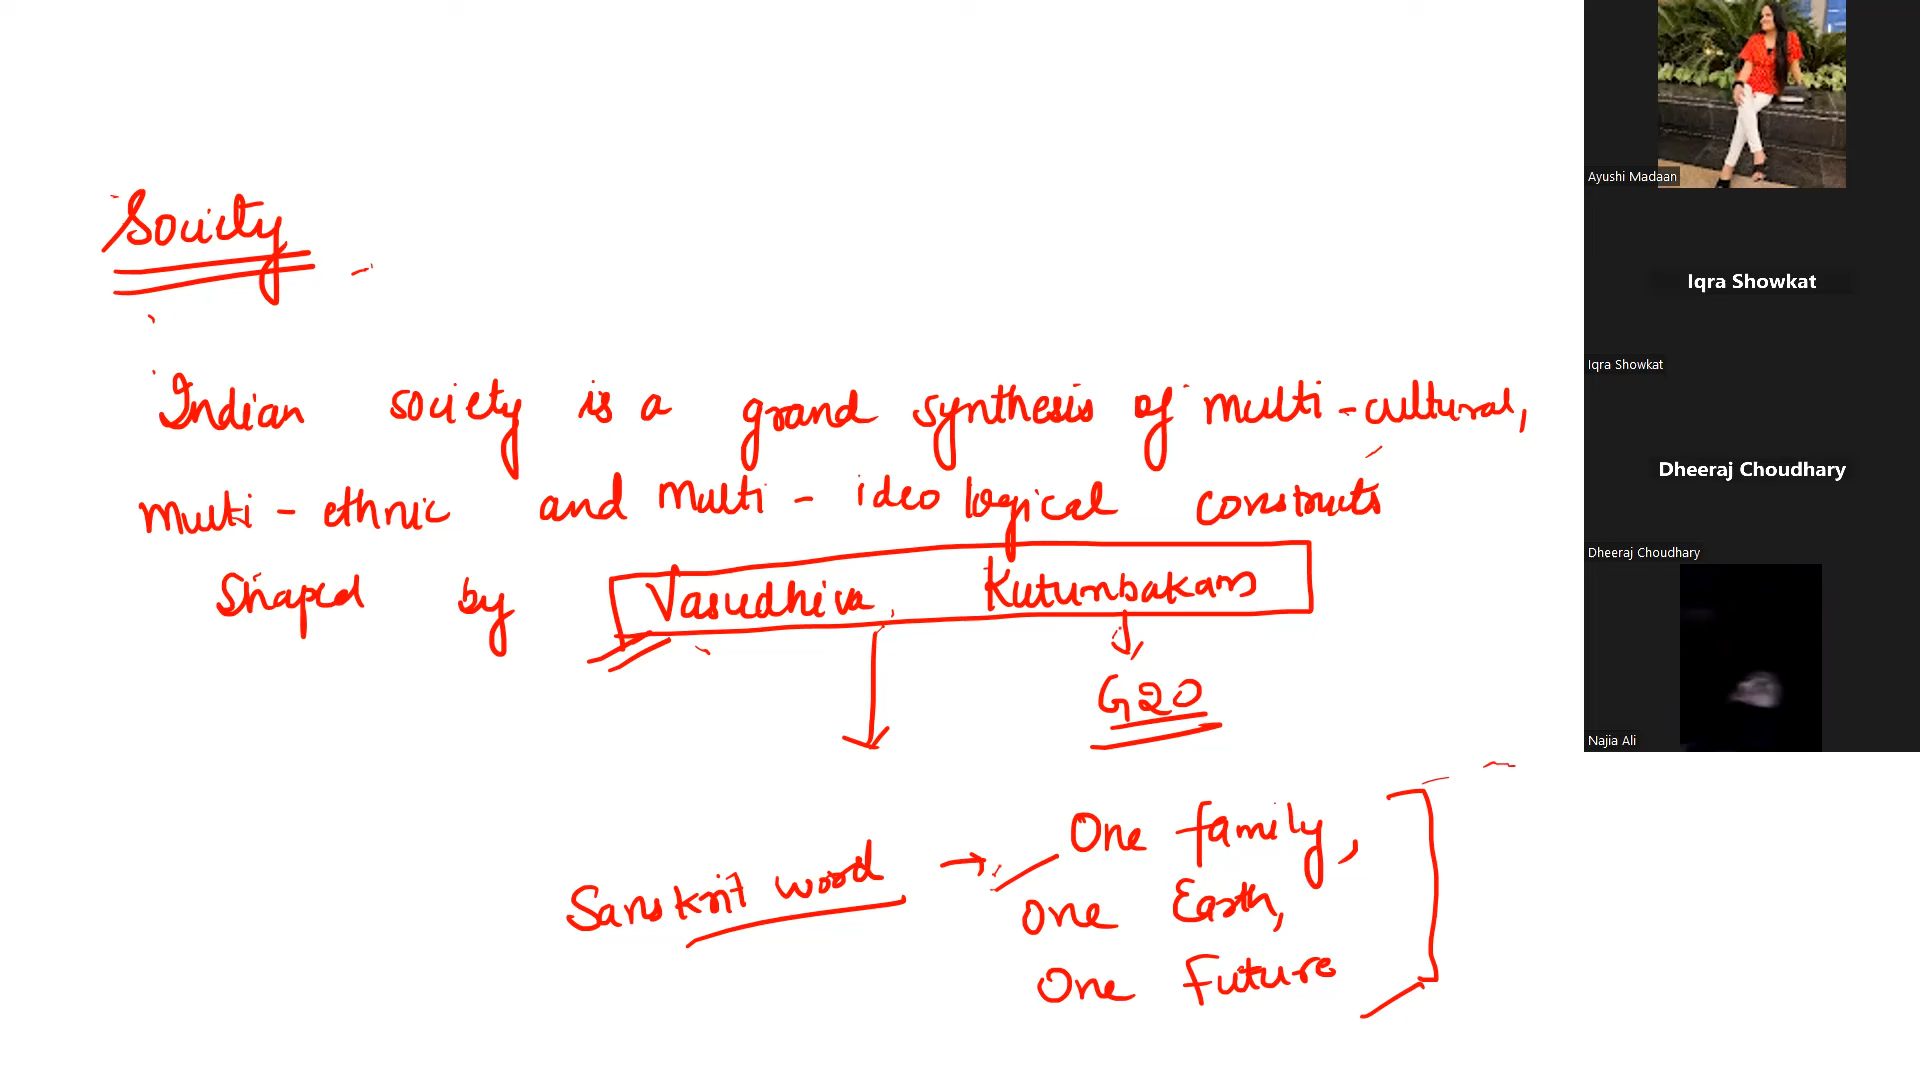 Society
Indian society is a grand synthesis of multi-cultural,
multi-ethnic and multi-ideological constructs
Shaped by Vasudhiva Kutumbakam
G20
Sanskrit word → One family,
One Earth,
One Future
Ayushi Madaan
Iqra Showkat
Iqra Showkat
Dheeraj Choudhary
Dheeraj Choudhary
Najia Ali